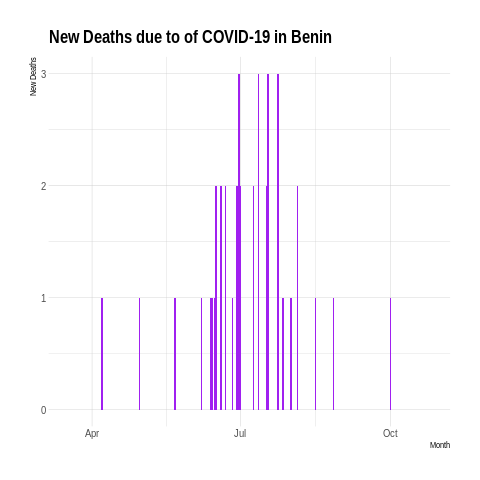 New Deaths due to of COVID-19 in Benin
New Deaths
3
2
1
0
Apr
Jul
Oct
Month